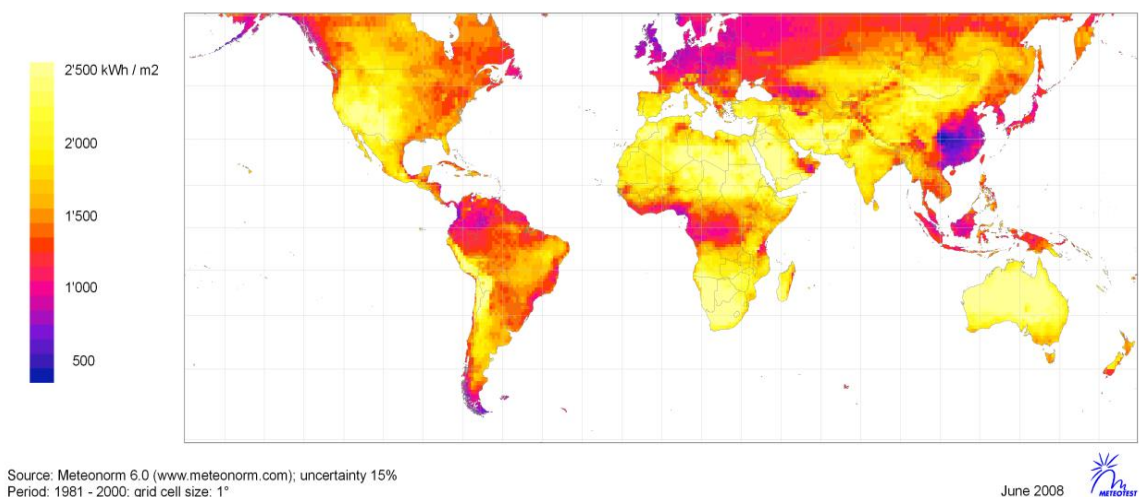 2'500 kWh / m2
2'000
1'500
1'000
500
Source: Meteonorm 6.0 (www.meteonorm.com); uncertainty 15%
Period: 1981 - 2000; grid cell size: 1°
June 2008
METEOTEST